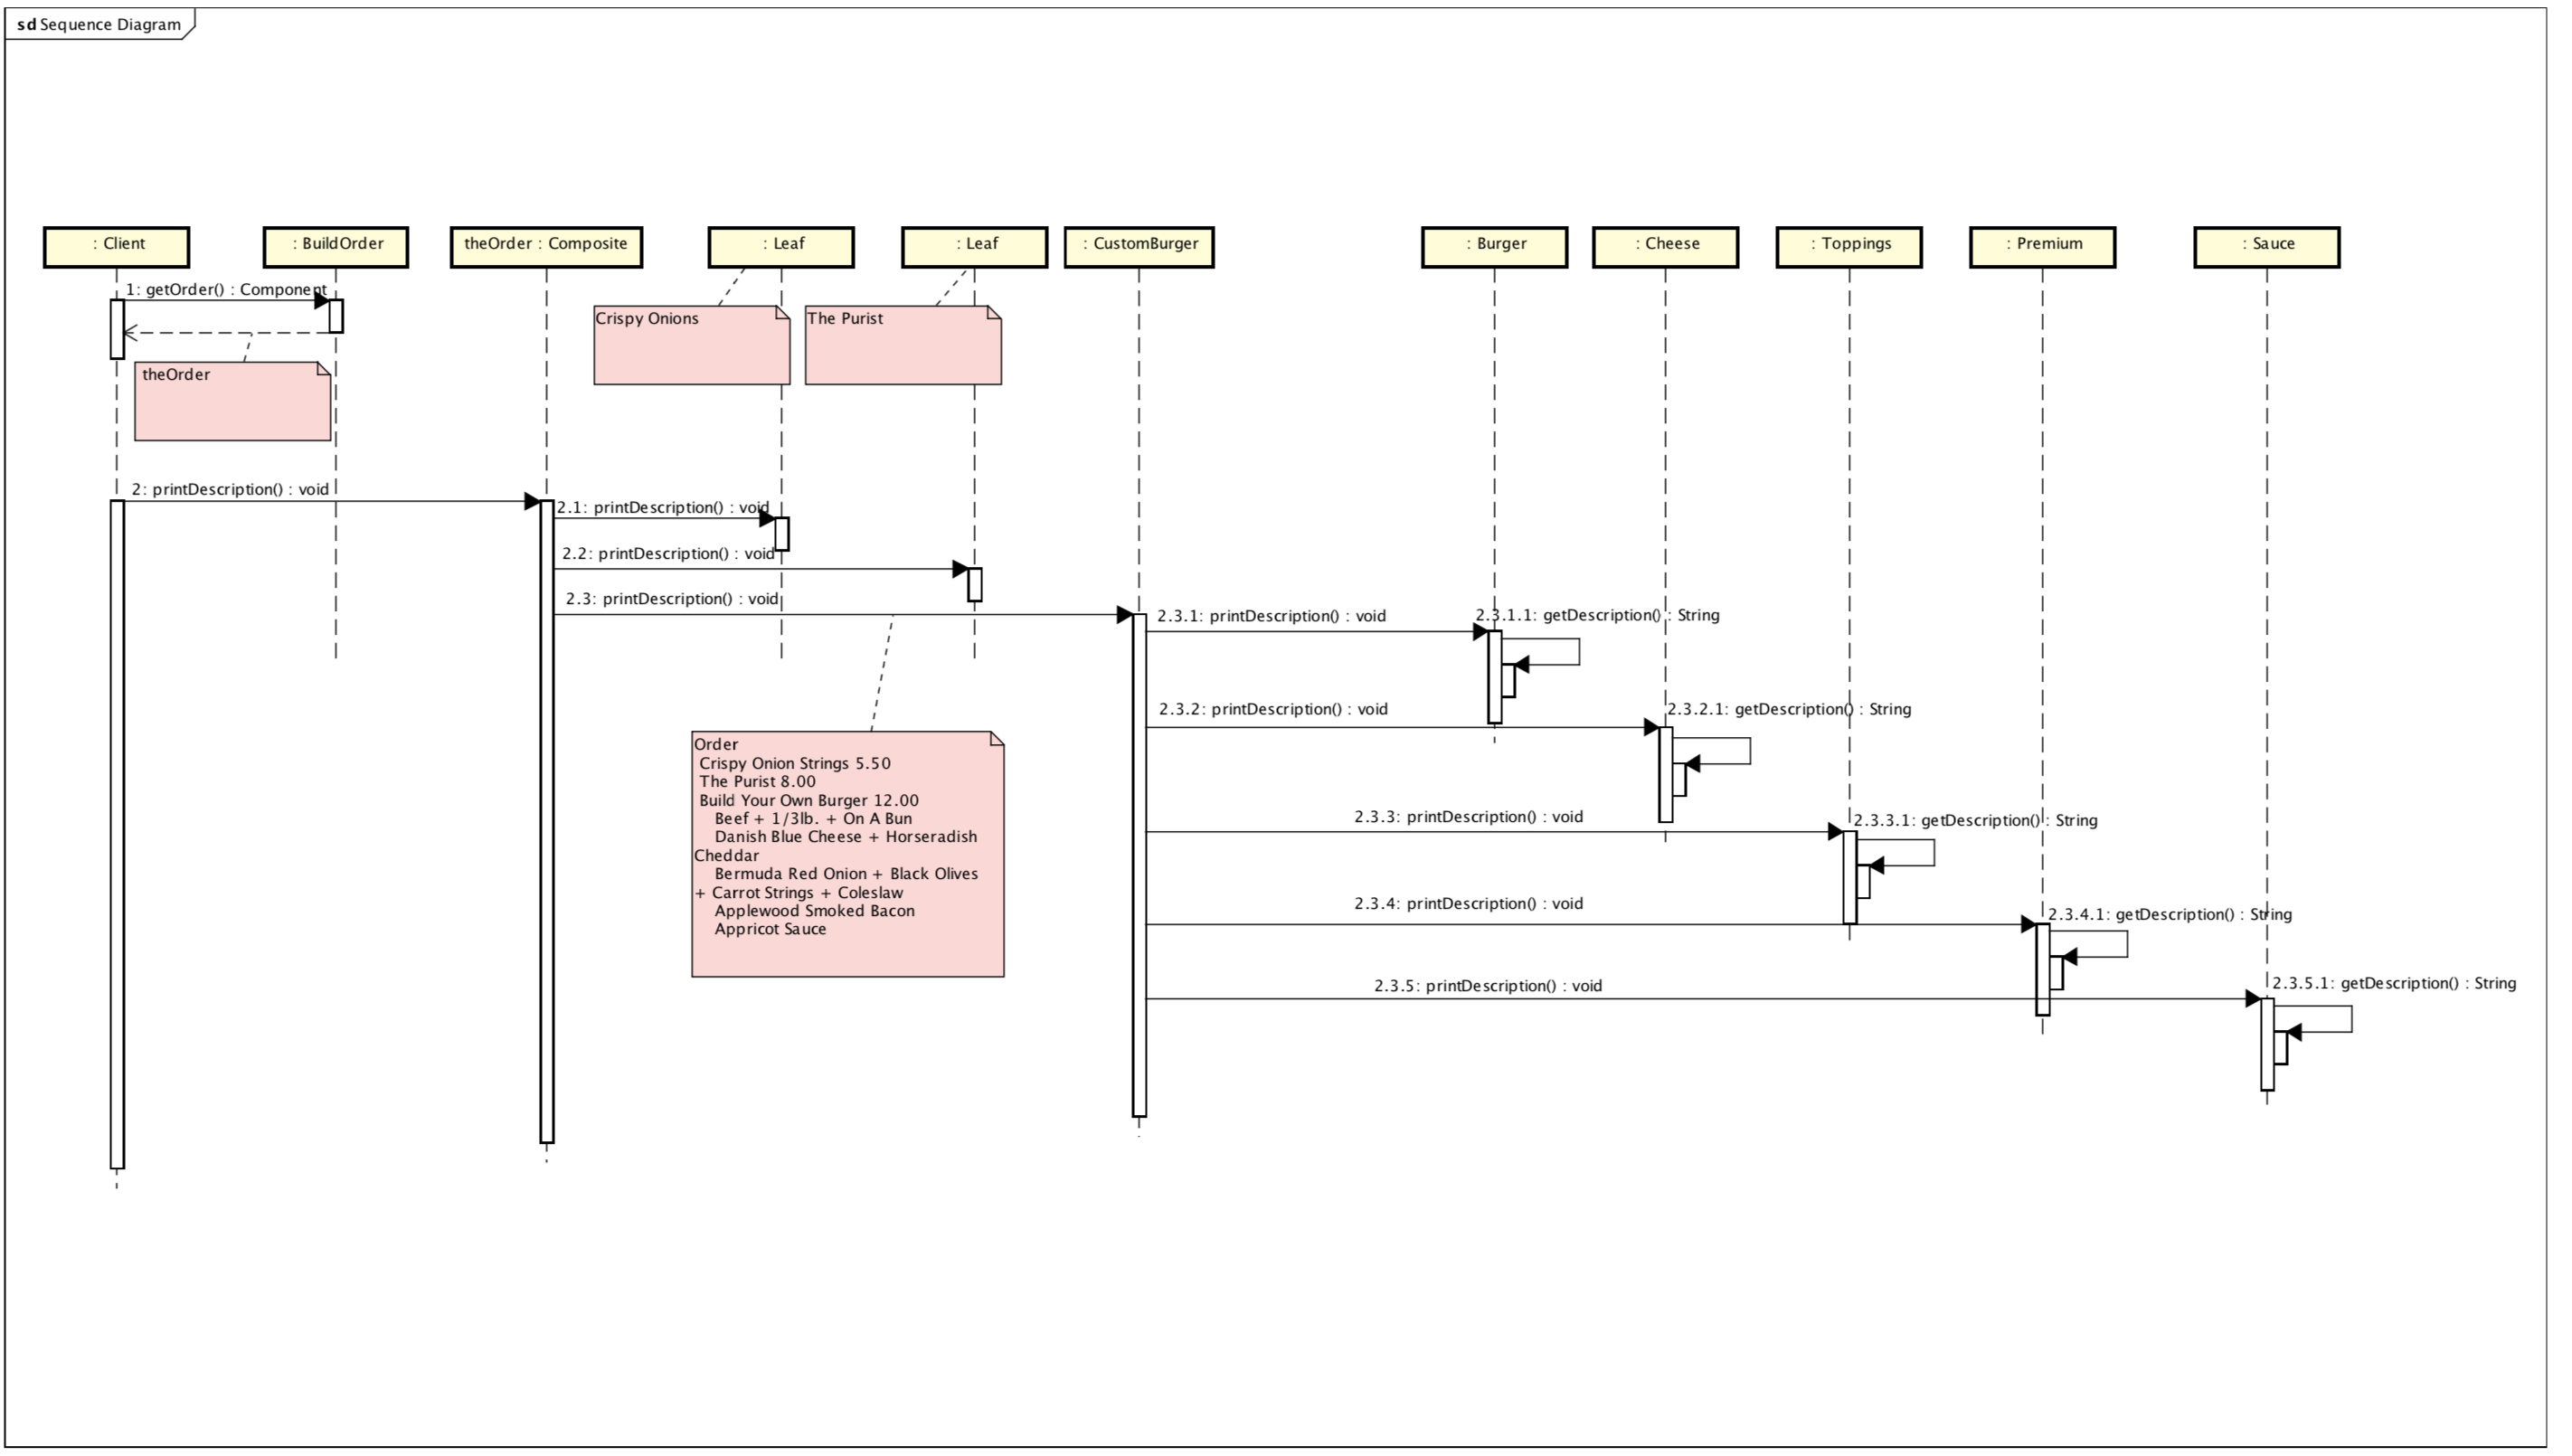 sd Sequence Diagram
: Client
: BuildOrder
theOrder : Composite
: Leaf
: Leaf
: CustomBurger
: Burger
: Cheese
: Toppings
: Premium
: Sauce
1: getOrder() : Component
Crispy Onions
The Purist
theOrder
2: printDescription() : void
2.1: printDescription() : void
2.2: printDescription() : void
2.3: printDescription() : void
2.3.1: printDescription() : void
2.3.1.1: getDescription() : String
2.3.2: printDescription() : void
2.3.2.1: getDescription() : String
Order
Crispy Onion Strings 5.50
The Purist 8.00
Build Your Own Burger 12.00
Beef + 1/3lb. + On A Bun
Danish Blue Cheese + Horseradish
Cheddar
Bermuda Red Onion + Black Olives
+ Carrot Strings + Coleslaw
Applewood Smoked Bacon
Appricot Sauce
2.3.3: printDescription() : void
2.3.3.1: getDescription() : String
2.3.4: printDescription() : void
2.3.4.1: getDescription() : String
2.3.5: printDescription() : void
2.3.5.1: getDescription() : String